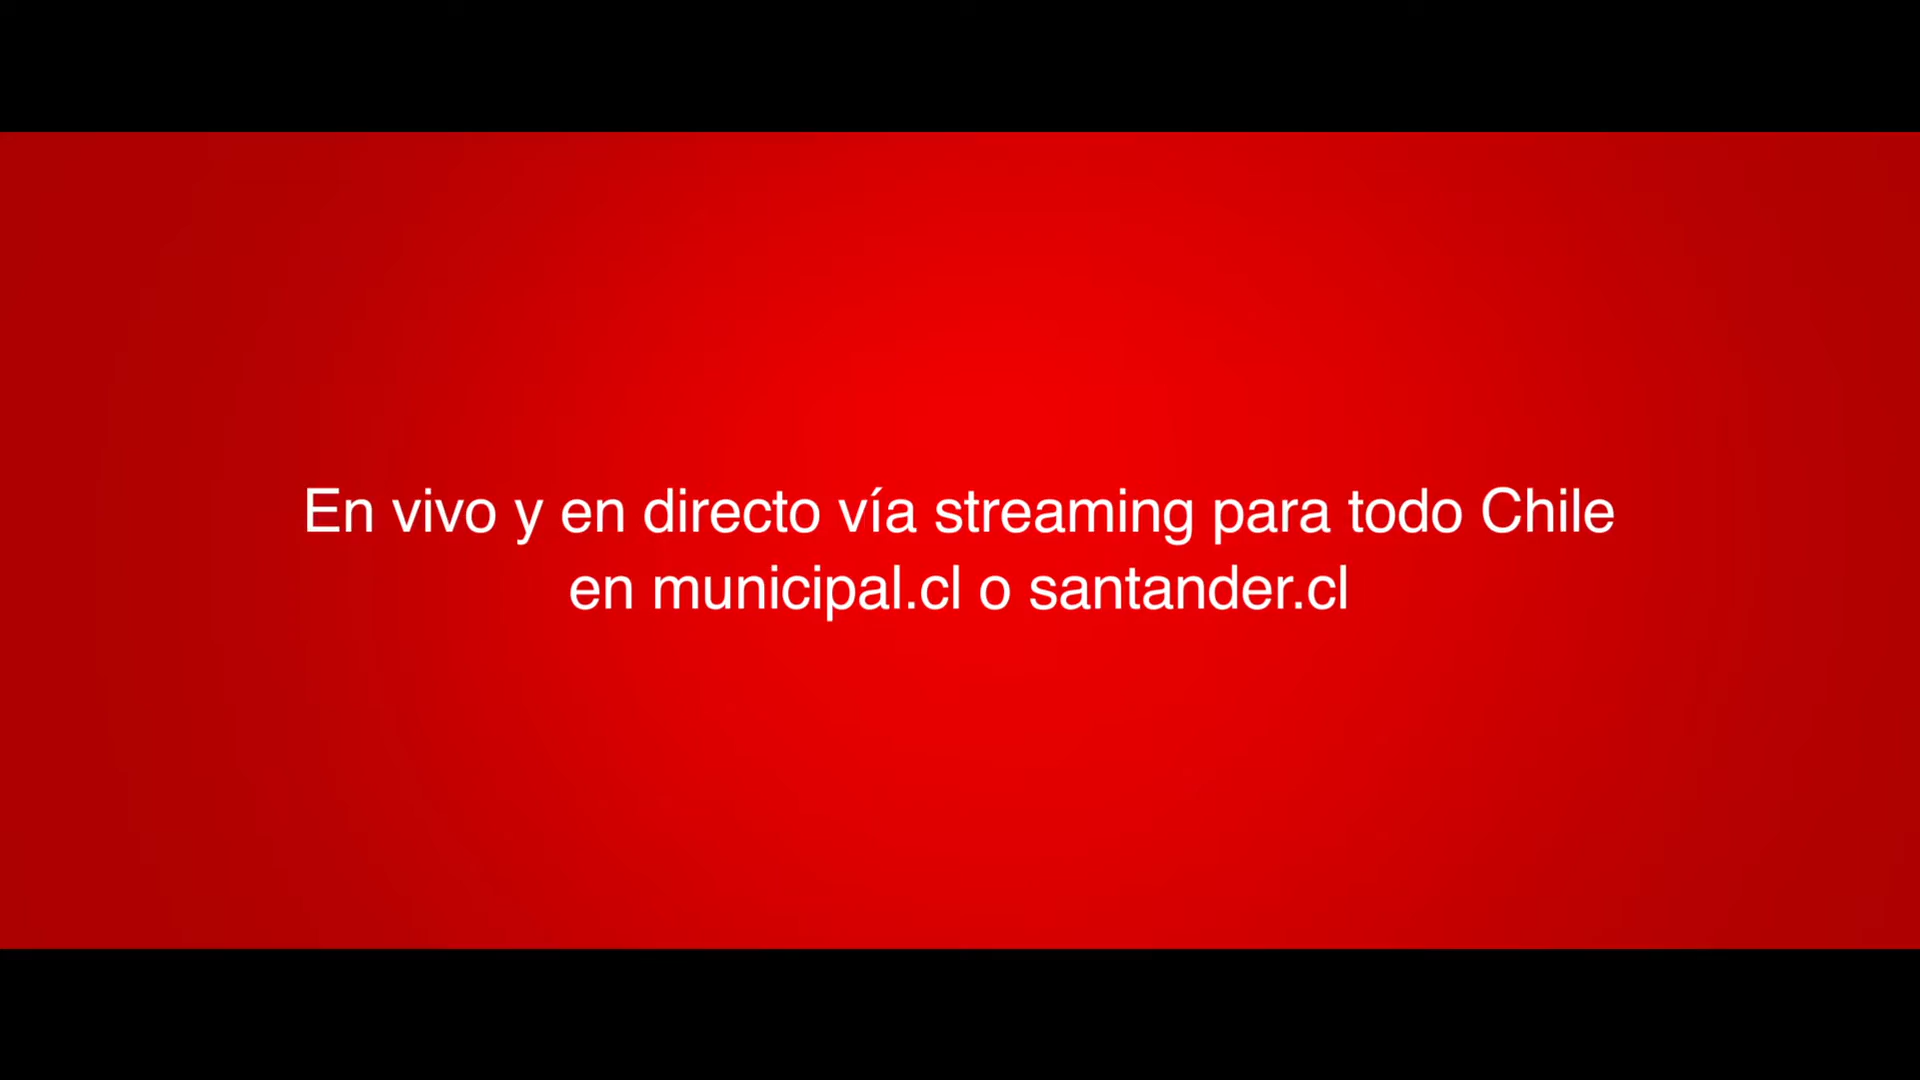 En vivo y en directo vía streaming para todo Chile
en municipal.cl o santander.cl